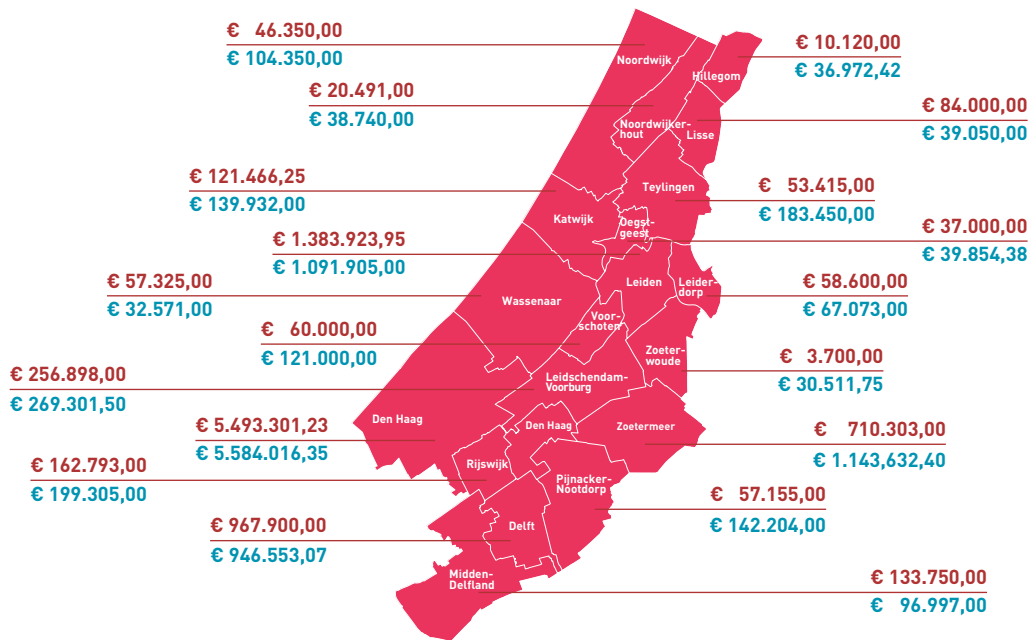 € 46.350,00
€ 104.350,00
€ 10.120,00
€ 36.972,42
Noordwijk
Hillegom
€ 20.491,00
€ 38.740,00
€ 84.000,00
€ 39.050,00
Noordwijker-
hout
Lisse
€ 121.466,25
€ 139.932,00
Teylingen
€ 53.415,00
€ 183.450,00
Katwijk
Oegst-
geest
€ 37.000,00
€ 39.854,38
€ 1.383.923,95
€ 1.091.905,00
Leiden
Leider-
dorp
€ 57.325,00
€ 32.571,00
Wassenaar
€ 58.600,00
€ 67.073,00
€ 60.000,00
€ 121.000,00
Voor-
schoten
Zoeter-
woude
€ 3.700,00
€ 30.511,75
€ 256.898,00
€ 269.301,50
Leidschendam-
Voorburg
Den Haag
€ 5.493.301,23
€ 5.584.016,35
Den Haag
Zoetermeer
€ 710.303,00
€ 1.143,632,40
€ 162.793,00
€ 199.305,00
Rijswijk
Pijnacker-
Nootdorp
€ 57.155,00
€ 142.204,00
€ 967.900,00
€ 946.553,07
Delft
Midden-
Delfland
€ 133.750,00
€ 96.997,00